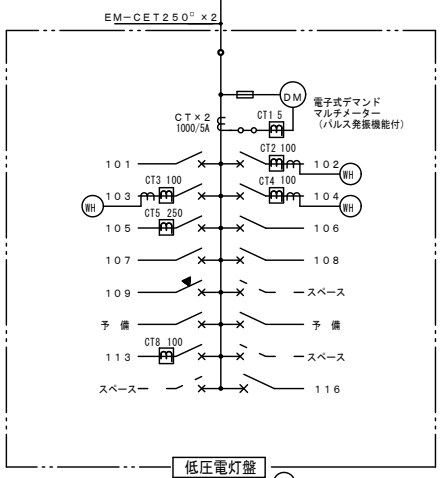 EM-CET250□×2
DM
電子式デマンド
マルチメーター
(パルス発振機能付)
CT×2
1000/5A
CT1 5
CT2 100
101
102
WH
CT3 100
CT4 100
103
104
WH
WH
CT5 250
105
106
107
108
109
スペース
予 備
予 備
CT8 100
113
スペース
スペース
116
低圧電灯盤